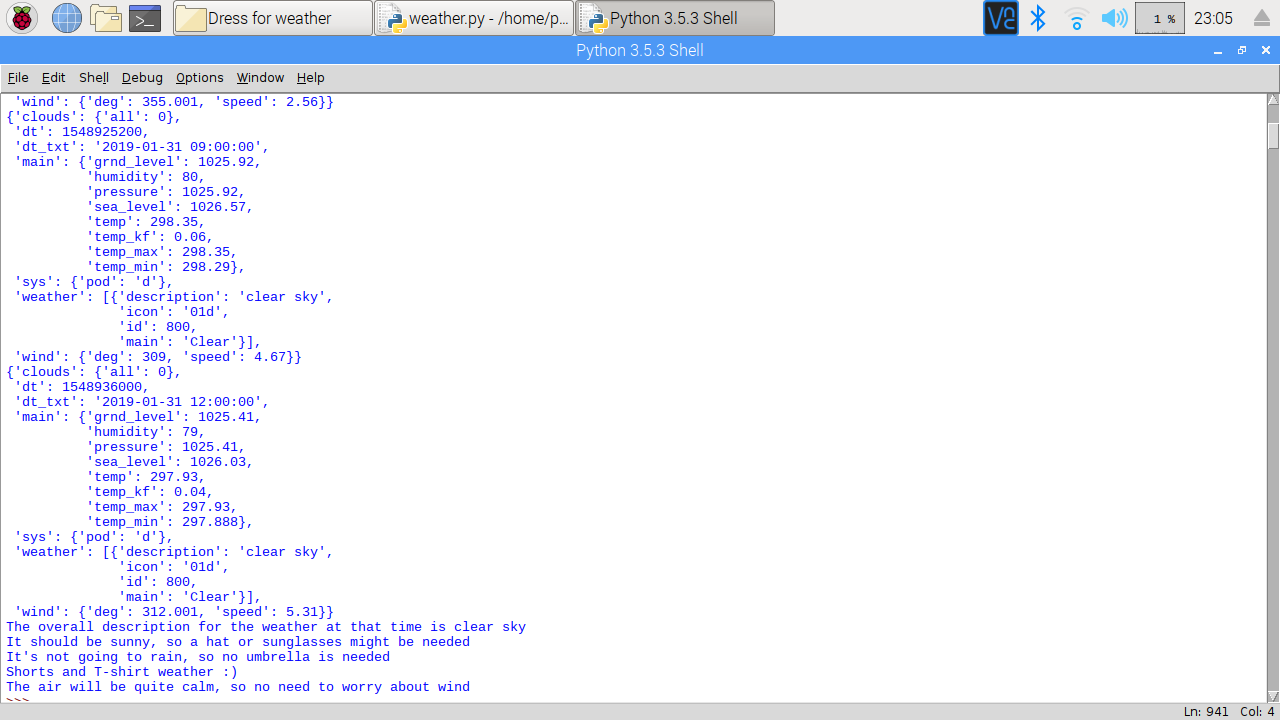 Dress for weather
weather.py - /home/p...
Python 3.5.3 Shell
1 %
23:05
Python 3.5.3 Shell
File Edit Shell Debug Options Window Help
 'wind': {'deg': 355.001, 'speed': 2.56}}
{'clouds': {'all': 0},
 'dt': 1548925200,
 'dt_txt': '2019-01-31 09:00:00',
 'main': {'grnd_level': 1025.92,
          'humidity': 80,
          'pressure': 1025.92,
          'sea_level': 1026.57,
          'temp': 298.35,
          'temp_kf': 0.06,
          'temp_max': 298.35,
          'temp_min': 298.29},
 'sys': {'pod': 'd'},
 'weather': [{'description': 'clear sky',
              'icon': '01d',
              'id': 800,
              'main': 'Clear'}],
 'wind': {'deg': 309, 'speed': 4.67}}
{'clouds': {'all': 0},
 'dt': 1548936000,
 'dt_txt': '2019-01-31 12:00:00',
 'main': {'grnd_level': 1025.41,
          'humidity': 79,
          'pressure': 1025.41,
          'sea_level': 1026.03,
          'temp': 297.93,
          'temp_kf': 0.04,
          'temp_max': 297.93,
          'temp_min': 297.888},
 'sys': {'pod': 'd'},
 'weather': [{'description': 'clear sky',
              'icon': '01d',
              'id': 800,
              'main': 'Clear'}],
 'wind': {'deg': 312.001, 'speed': 5.31}}
The overall description for the weather at that time is clear sky
It should be sunny, so a hat or sunglasses might be needed
It's not going to rain, so no umbrella is needed
Shorts and T-shirt weather :)
The air will be quite calm, so no need to worry about wind
>>>
Ln: 941 Col: 4